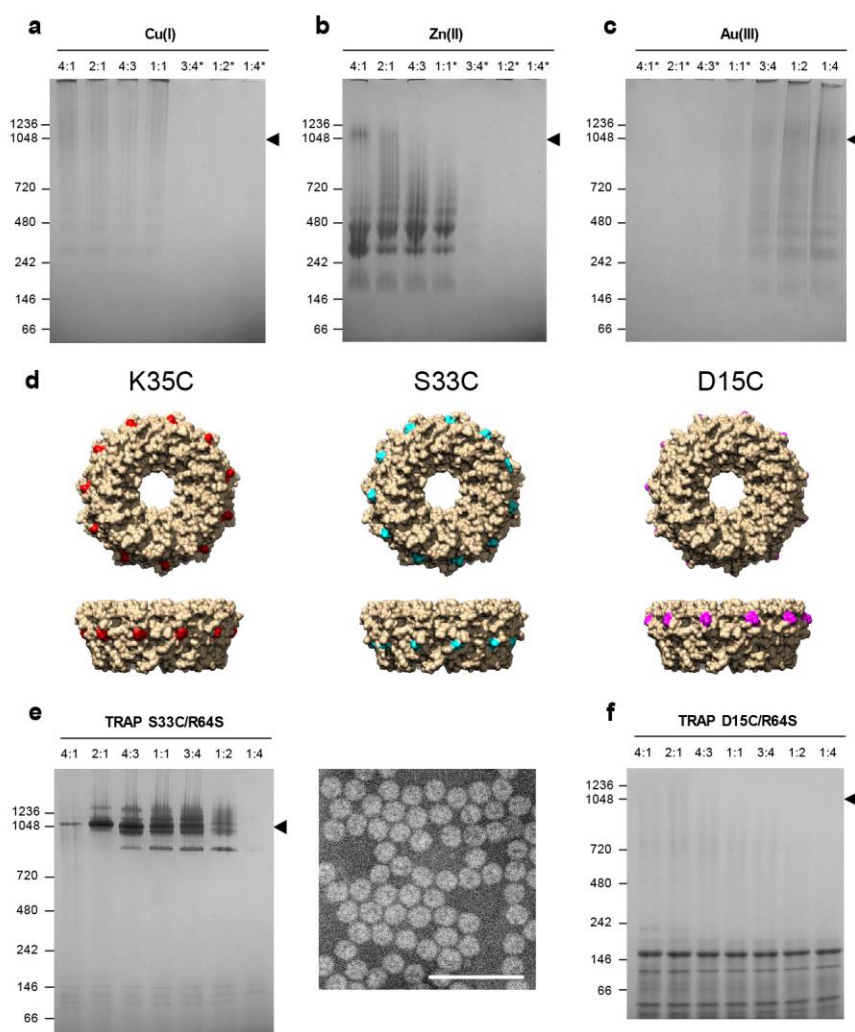 a
Cu(I)
4:1 2:1 4:3 1:1 3:4* 1:2* 1:4*
1236
1048
720
480
242
146
66
b
Zn(II)
4:1 2:1 4:3 1:1* 3:4* 1:2* 1:4*
1236
1048
720
480
242
146
66
c
Au(III)
4:1* 2:1* 4:3* 1:1* 3:4 1:2 1:4
1236
1048
720
480
242
146
66
d
K35C S33C D15C
e
TRAP S33C/R64S
4:1 2:1 4:3 1:1 3:4 1:2 1:4
1236
1048
720
480
242
146
66
f
TRAP D15C/R64S
4:1 2:1 4:3 1:1 3:4 1:2 1:4
1236
1048
720
480
242
146
66